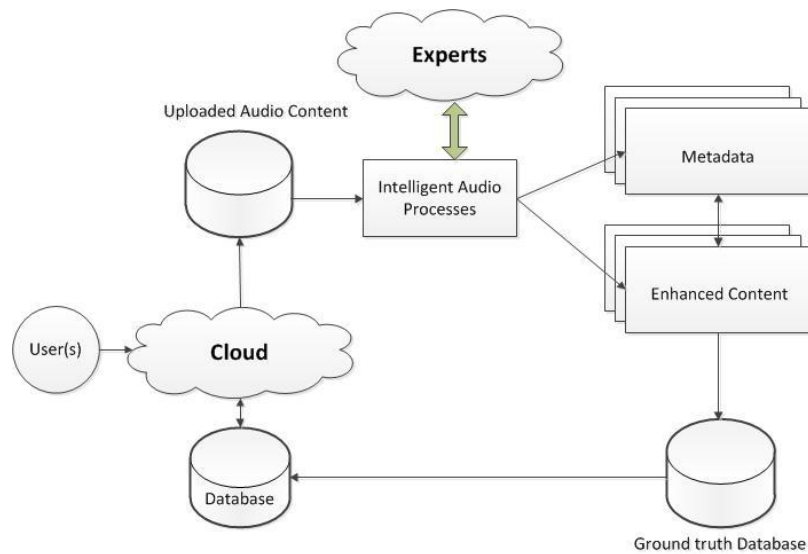 Experts
Uploaded Audio Content
Metadata
Intelligent Audio
Processes
Enhanced Content
User(s)
Cloud
Database
Ground truth Database